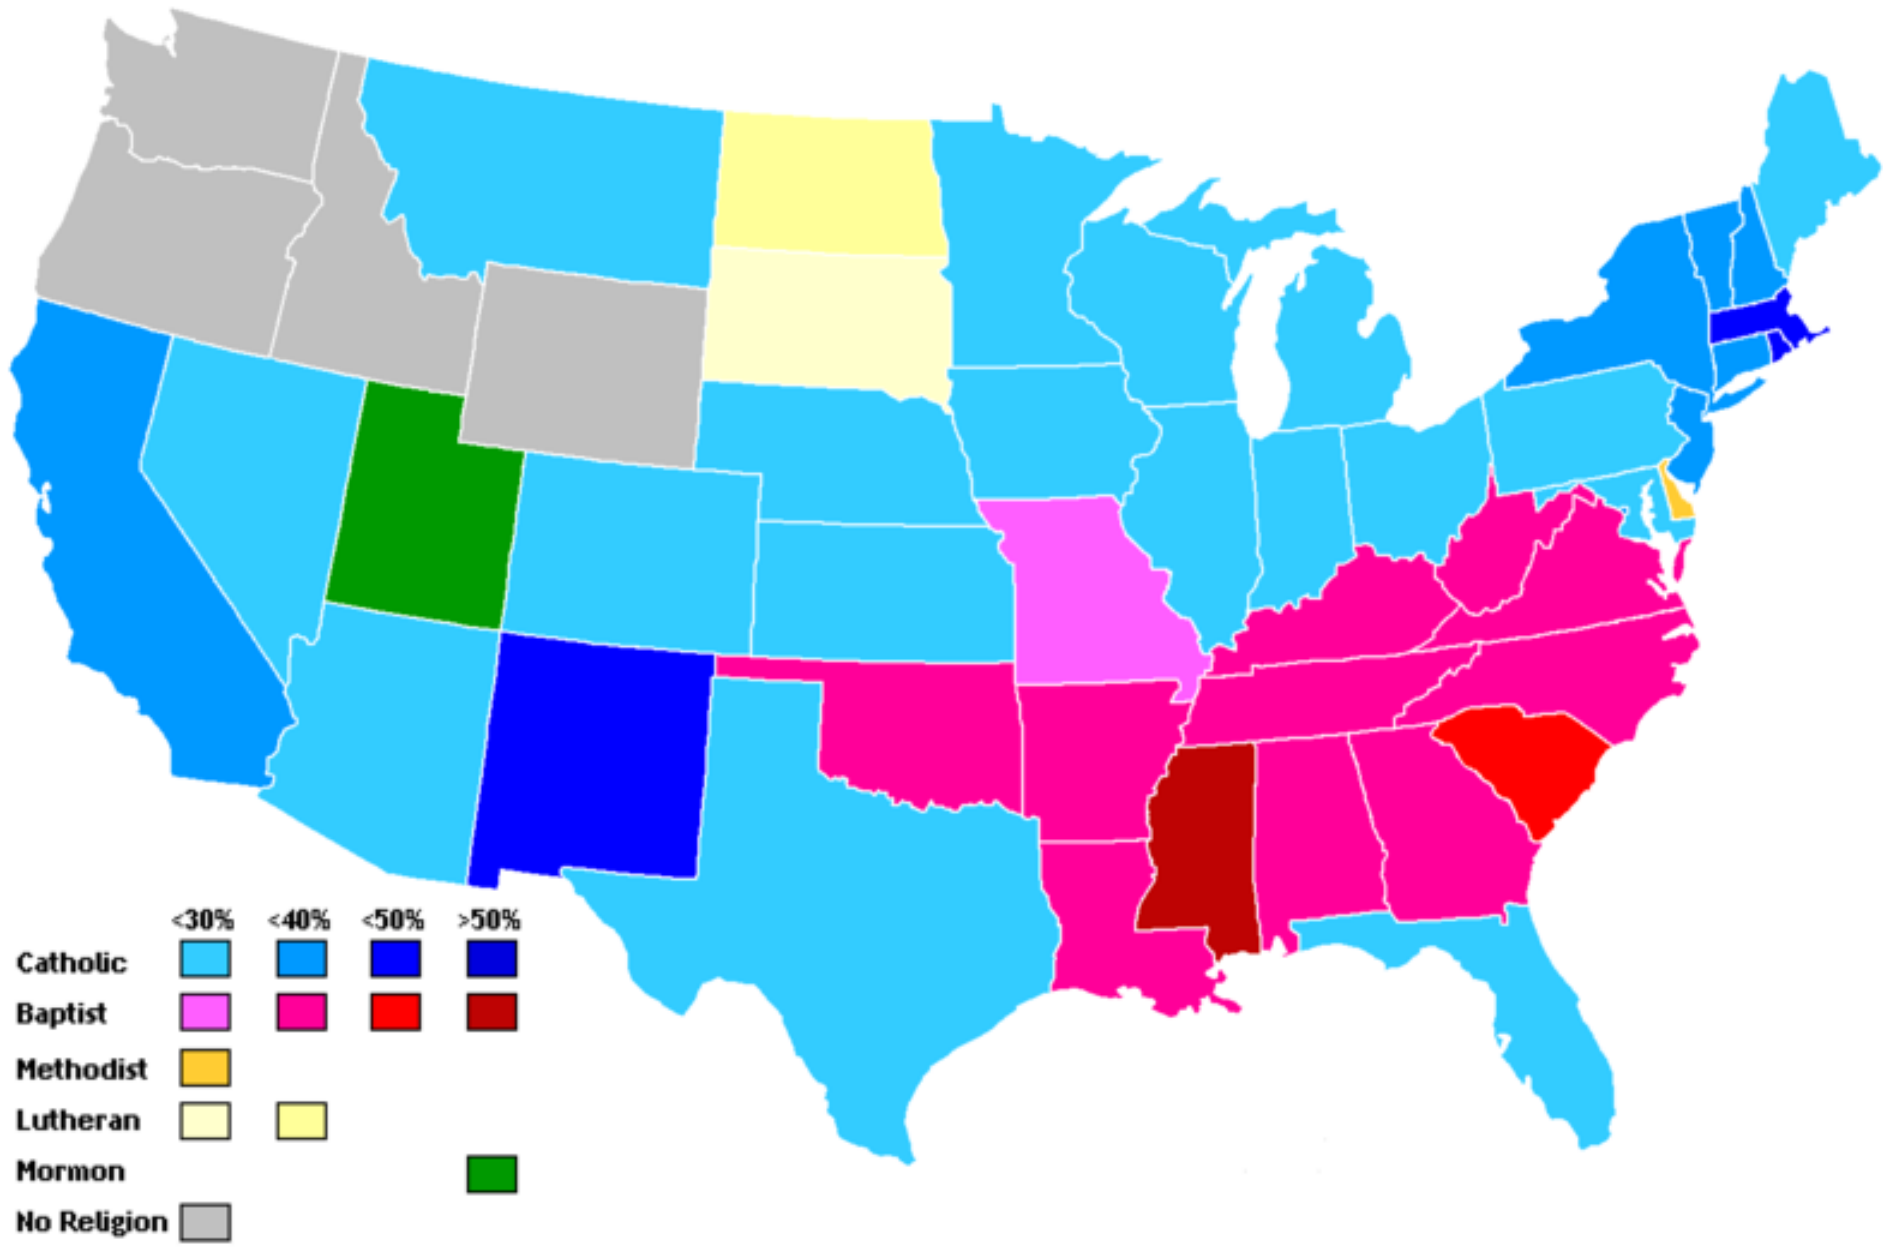 <30% <40% <50% >50%
Catholic
Baptist
Methodist
Lutheran
Mormon
No Religion